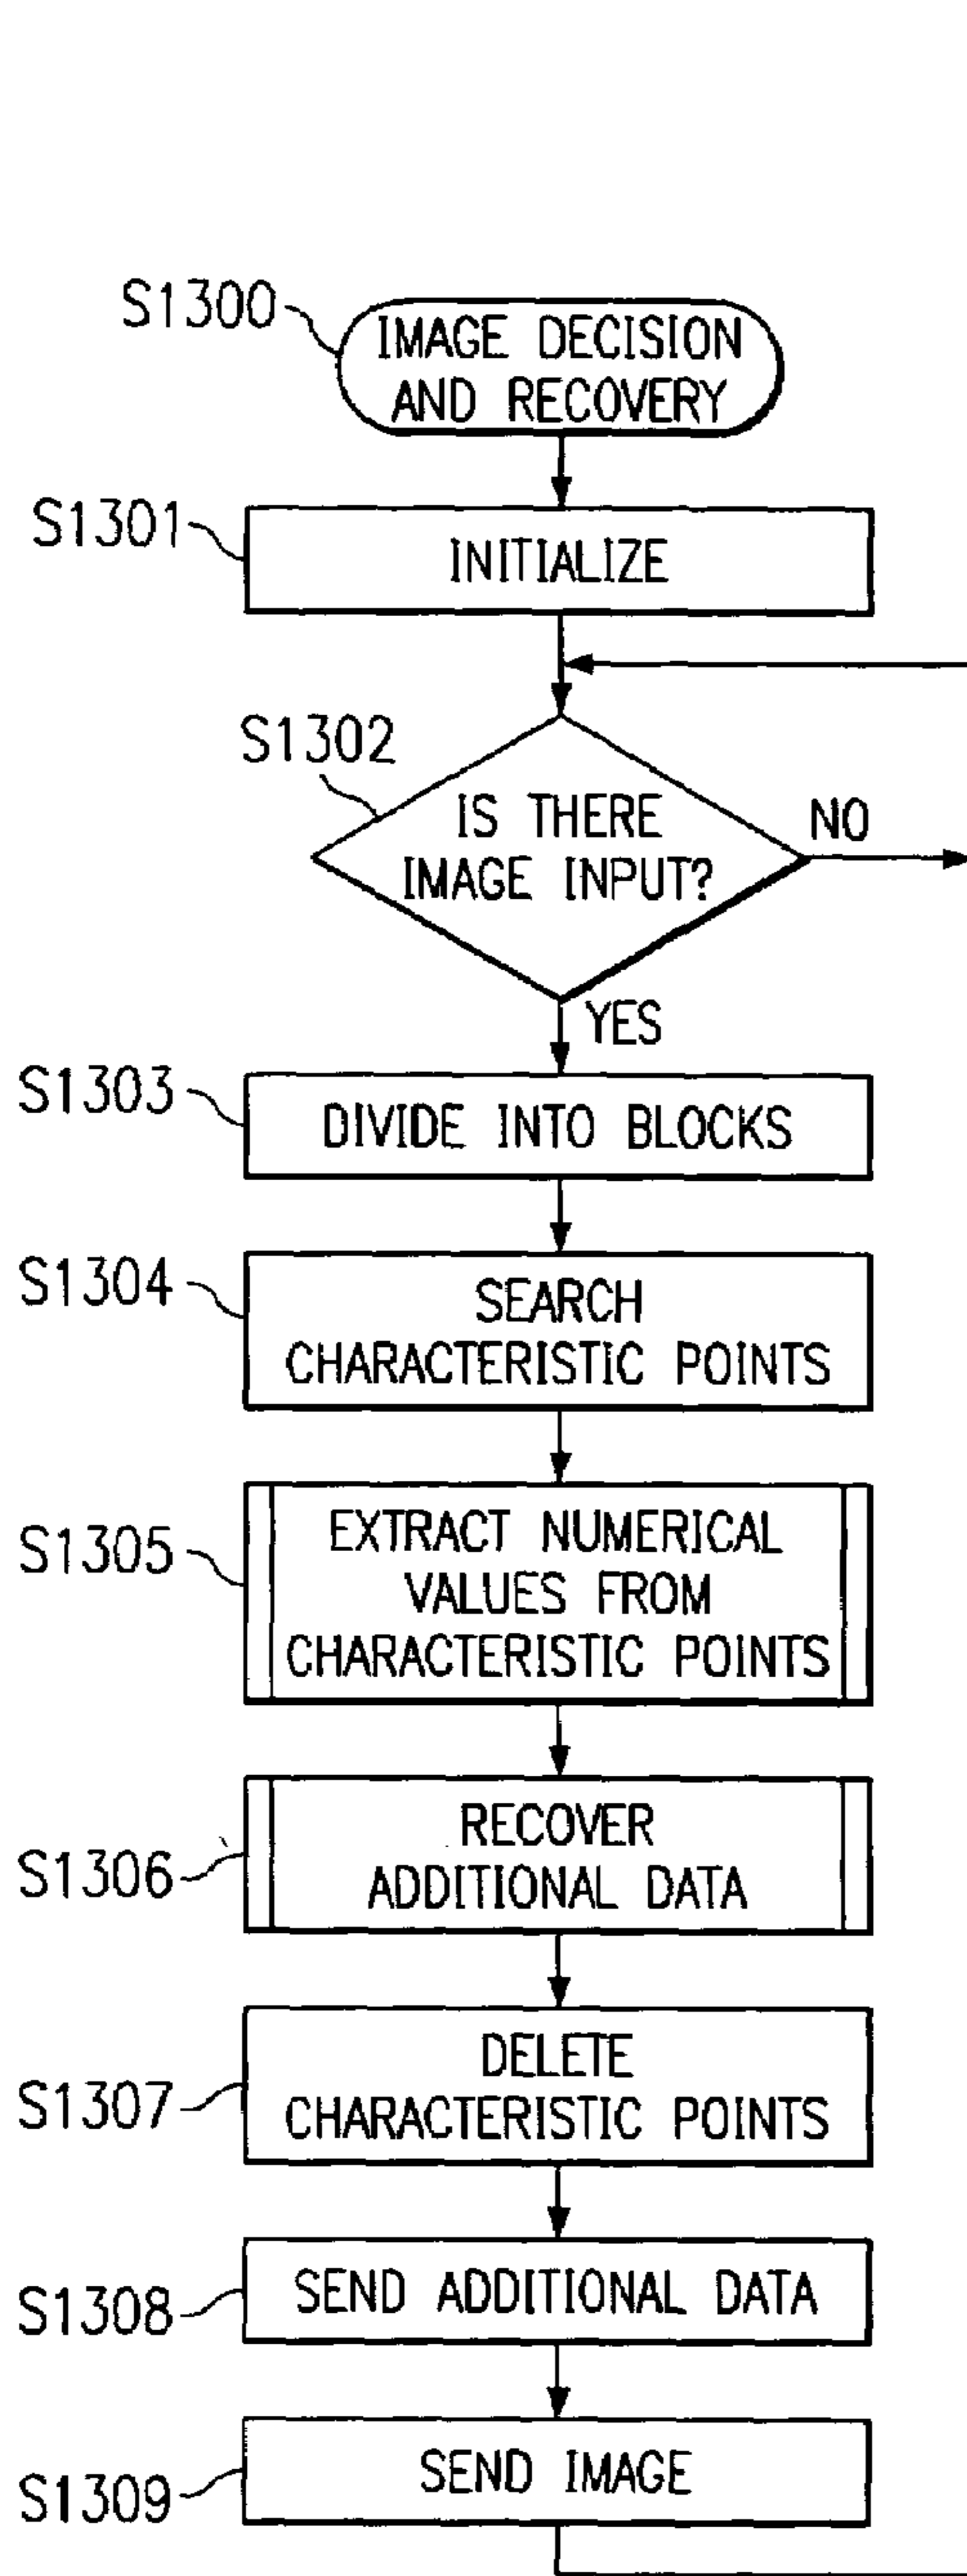 S1300
IMAGE DECISION
AND RECOVERY
S1301
INITIALIZE
S1302
IS THERE
IMAGE INPUT?
NO
YES
S1303
DIVIDE INTO BLOCKS
S1304
SEARCH
CHARACTERISTIC POINTS
S1305
EXTRACT NUMERICAL
VALUES FROM
CHARACTERISTIC POINTS
S1306
RECOVER
ADDITIONAL DATA
S1307
DELETE
CHARACTERISTIC POINTS
S1308
SEND ADDITIONAL DATA
S1309
SEND IMAGE